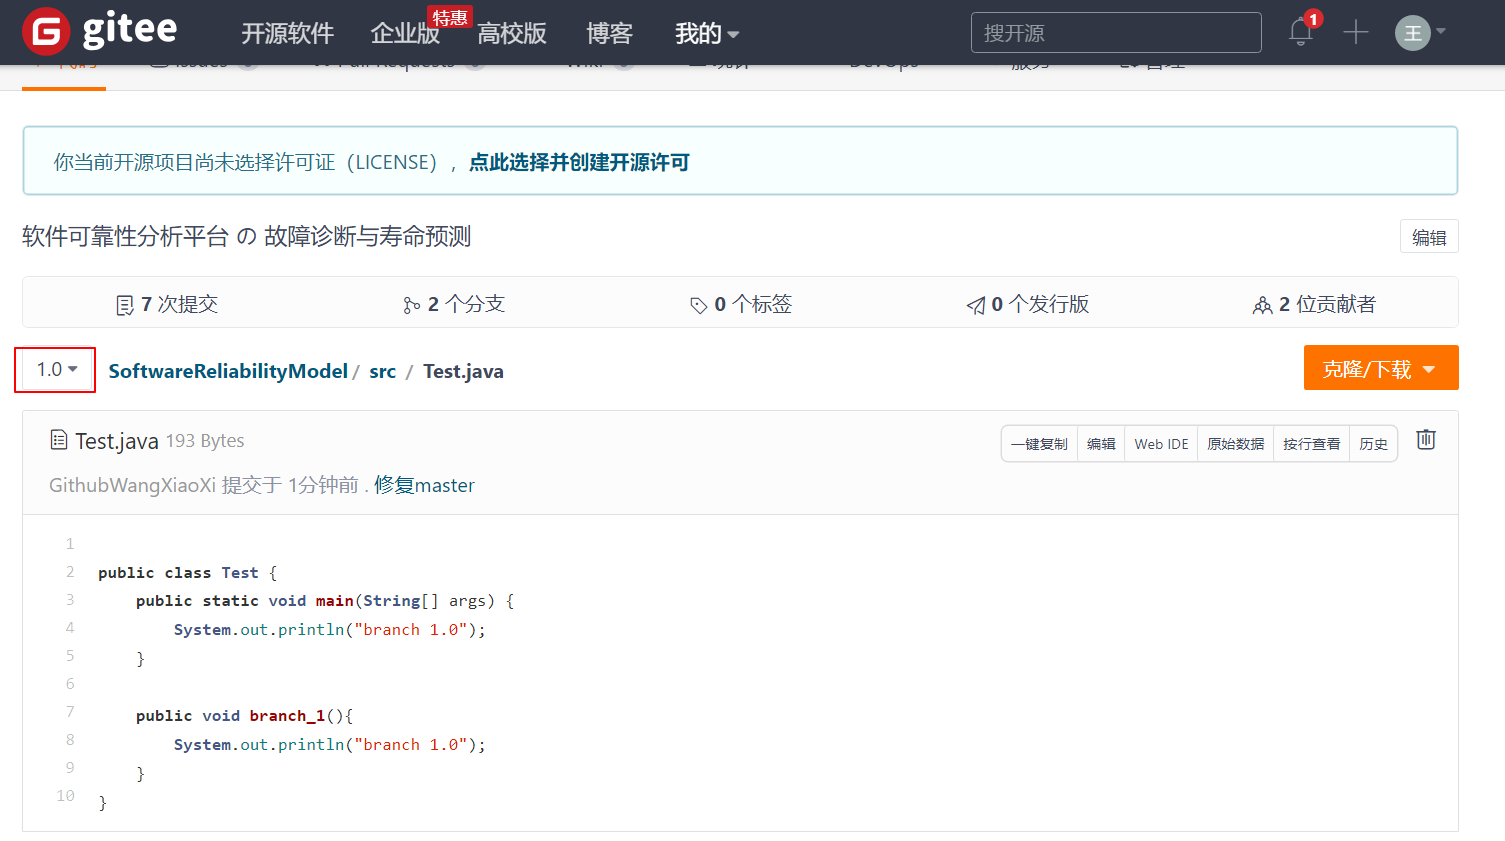 gitee
开源软件 企业版 特惠 高校版 博客 我的 搜开源 1 王
你当前开源项目尚未选择许可证（LICENSE），点此选择并创建开源许可
软件可靠性分析平台 の 故障诊断与寿命预测 编辑
7 次提交 2 个分支 0 个标签 0 个发行版 2 位贡献者
1.0 SoftwareReliabilityModel / src / Test.java 克隆/下载
Test.java 193 Bytes 一键复制 编辑 Web IDE 原始数据 按行查看 历史
GithubWangXiaoXi 提交于 1分钟前 . 修复master
1
2 public class Test {
3 public static void main(String[] args) {
4 System.out.println("branch 1.0");
5 }
6
7 public void branch_1(){
8 System.out.println("branch 1.0");
9 }
10 }